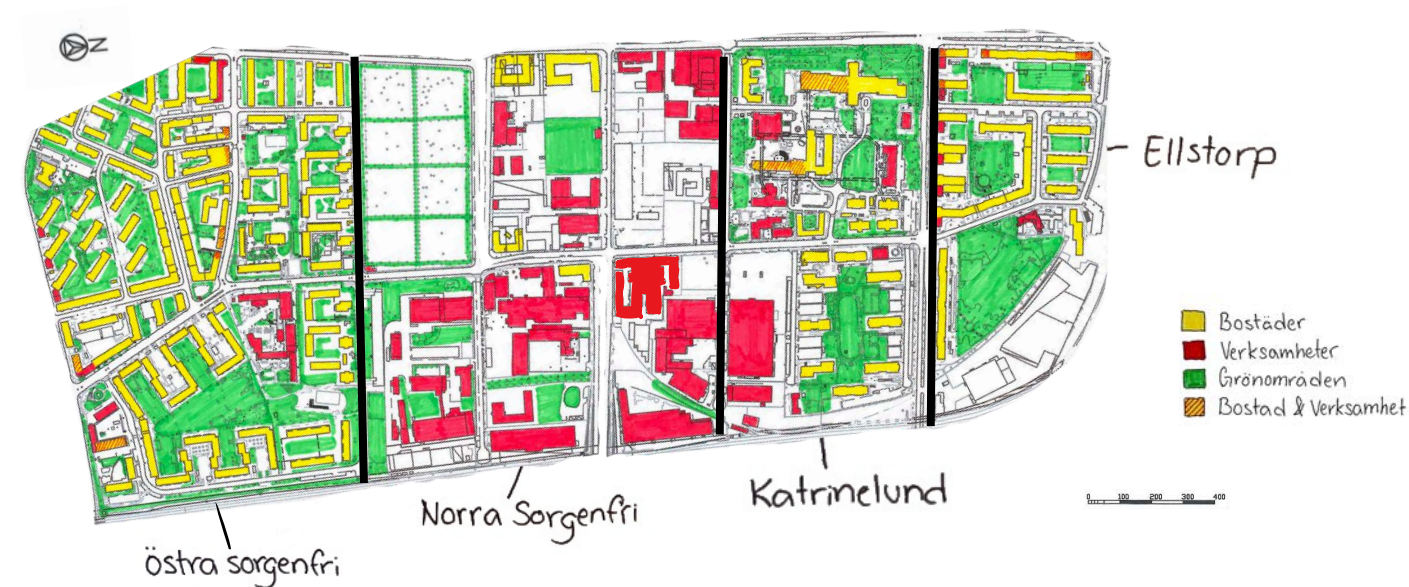 N
Ellstorp
Bostäder
Verksamheter
Grönområden
Bostad & Verksamhet
Katrinelund
0 100 200 300 400
Norra Sorgenfri
östra sorgenfri